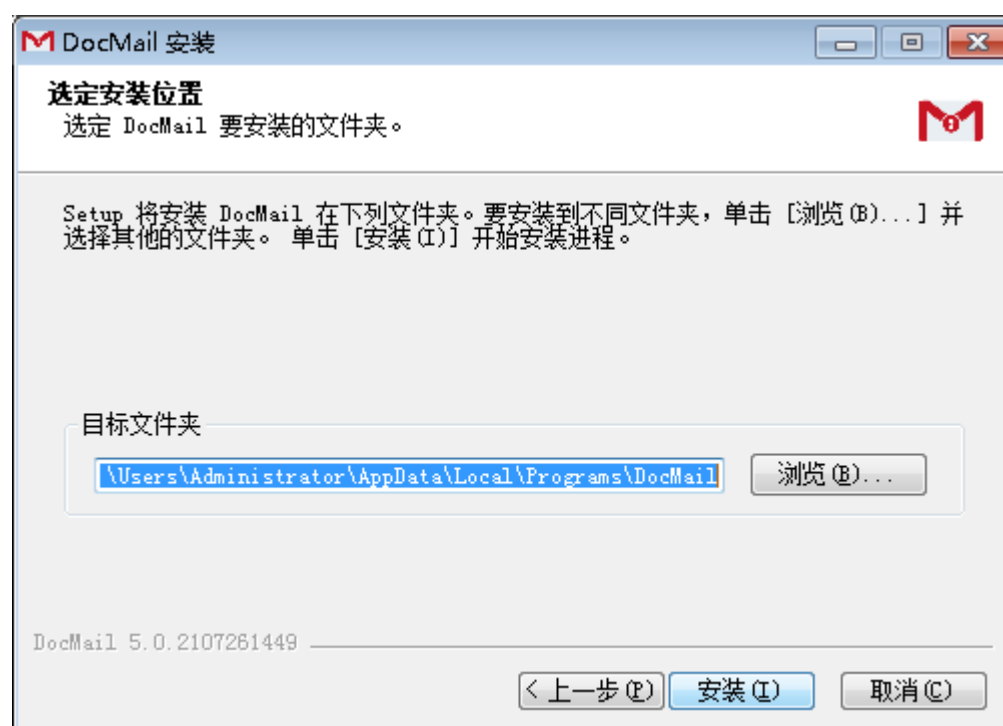 DocMail 安装
选定安装位置
选定 DocMail 要安装的文件夹。
Setup 将安装 DocMail 在下列文件夹。要安装到不同文件夹，单击 [浏览(B)...] 并
选择其他的文件夹。 单击 [安装(I)] 开始安装进程。
目标文件夹
\Users\Administrator\AppData\Local\Programs\DocMail
浏览(B)...
DocMail 5.0.2107261449
< 上一步(P)
安装(I)
取消(C)